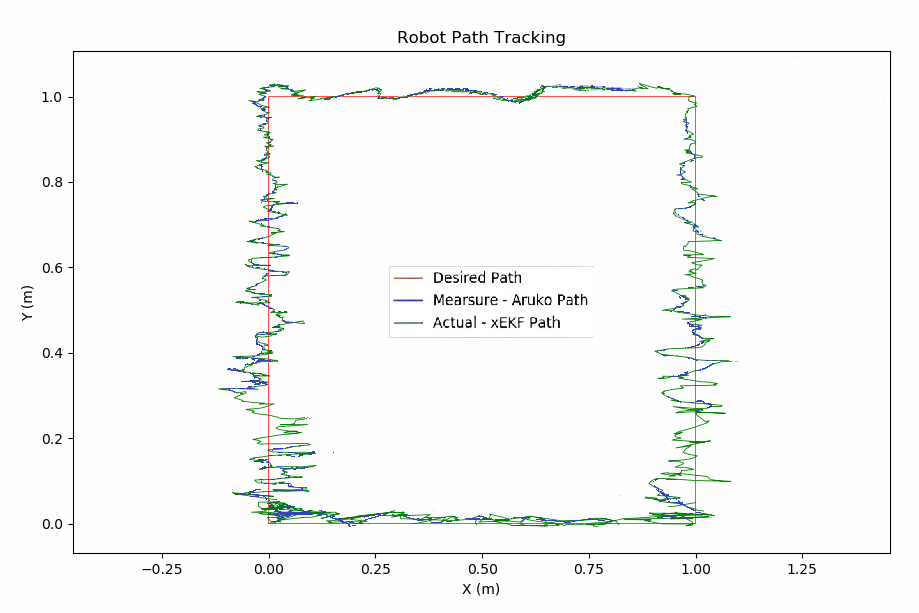 Robot Path Tracking
1.0
0.8
0.6
0.4
0.2
0.0
Y (m)
Desired Path
Mearsure - Aruko Path
Actual - xEKF Path
−0.25 0.00 0.25 0.50 0.75 1.00 1.25
X (m)